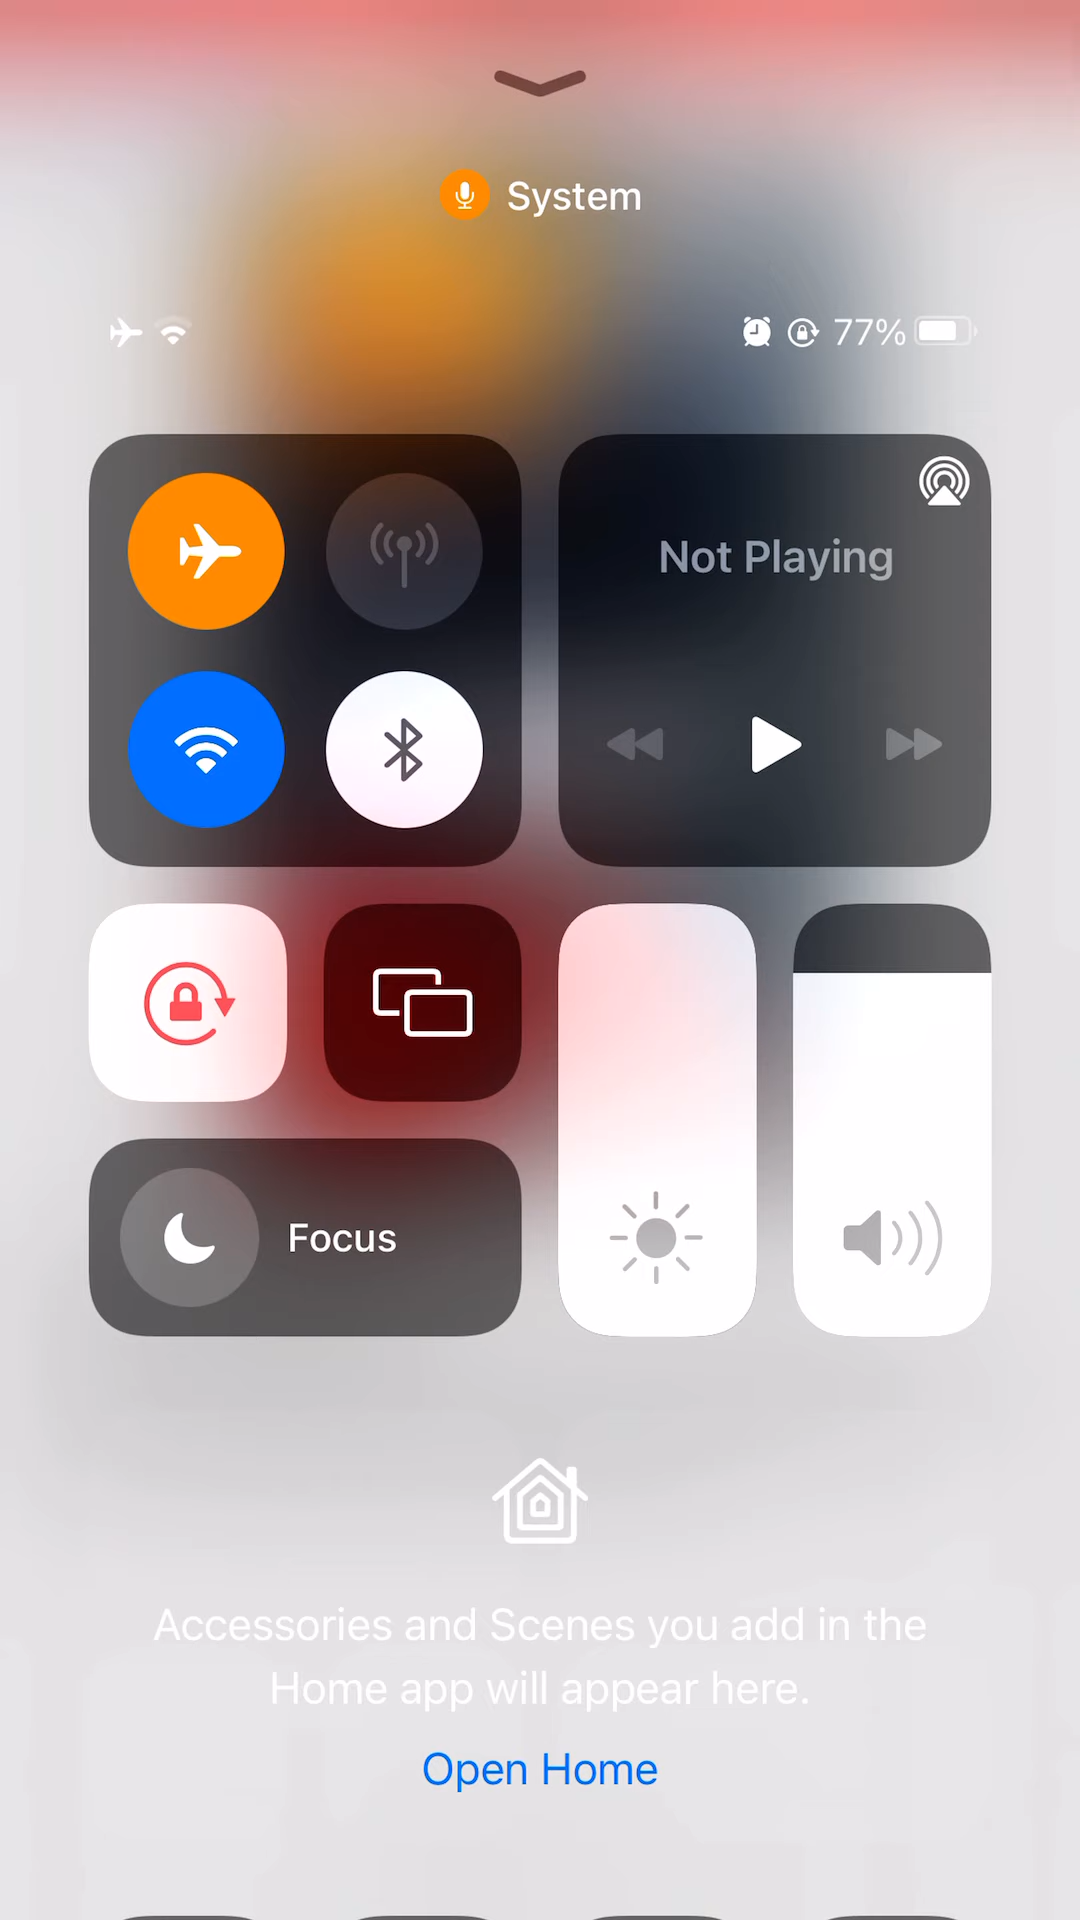 System
77%
Not Playing
Focus
Accessories and Scenes you add in the
Home app will appear here.
Open Home